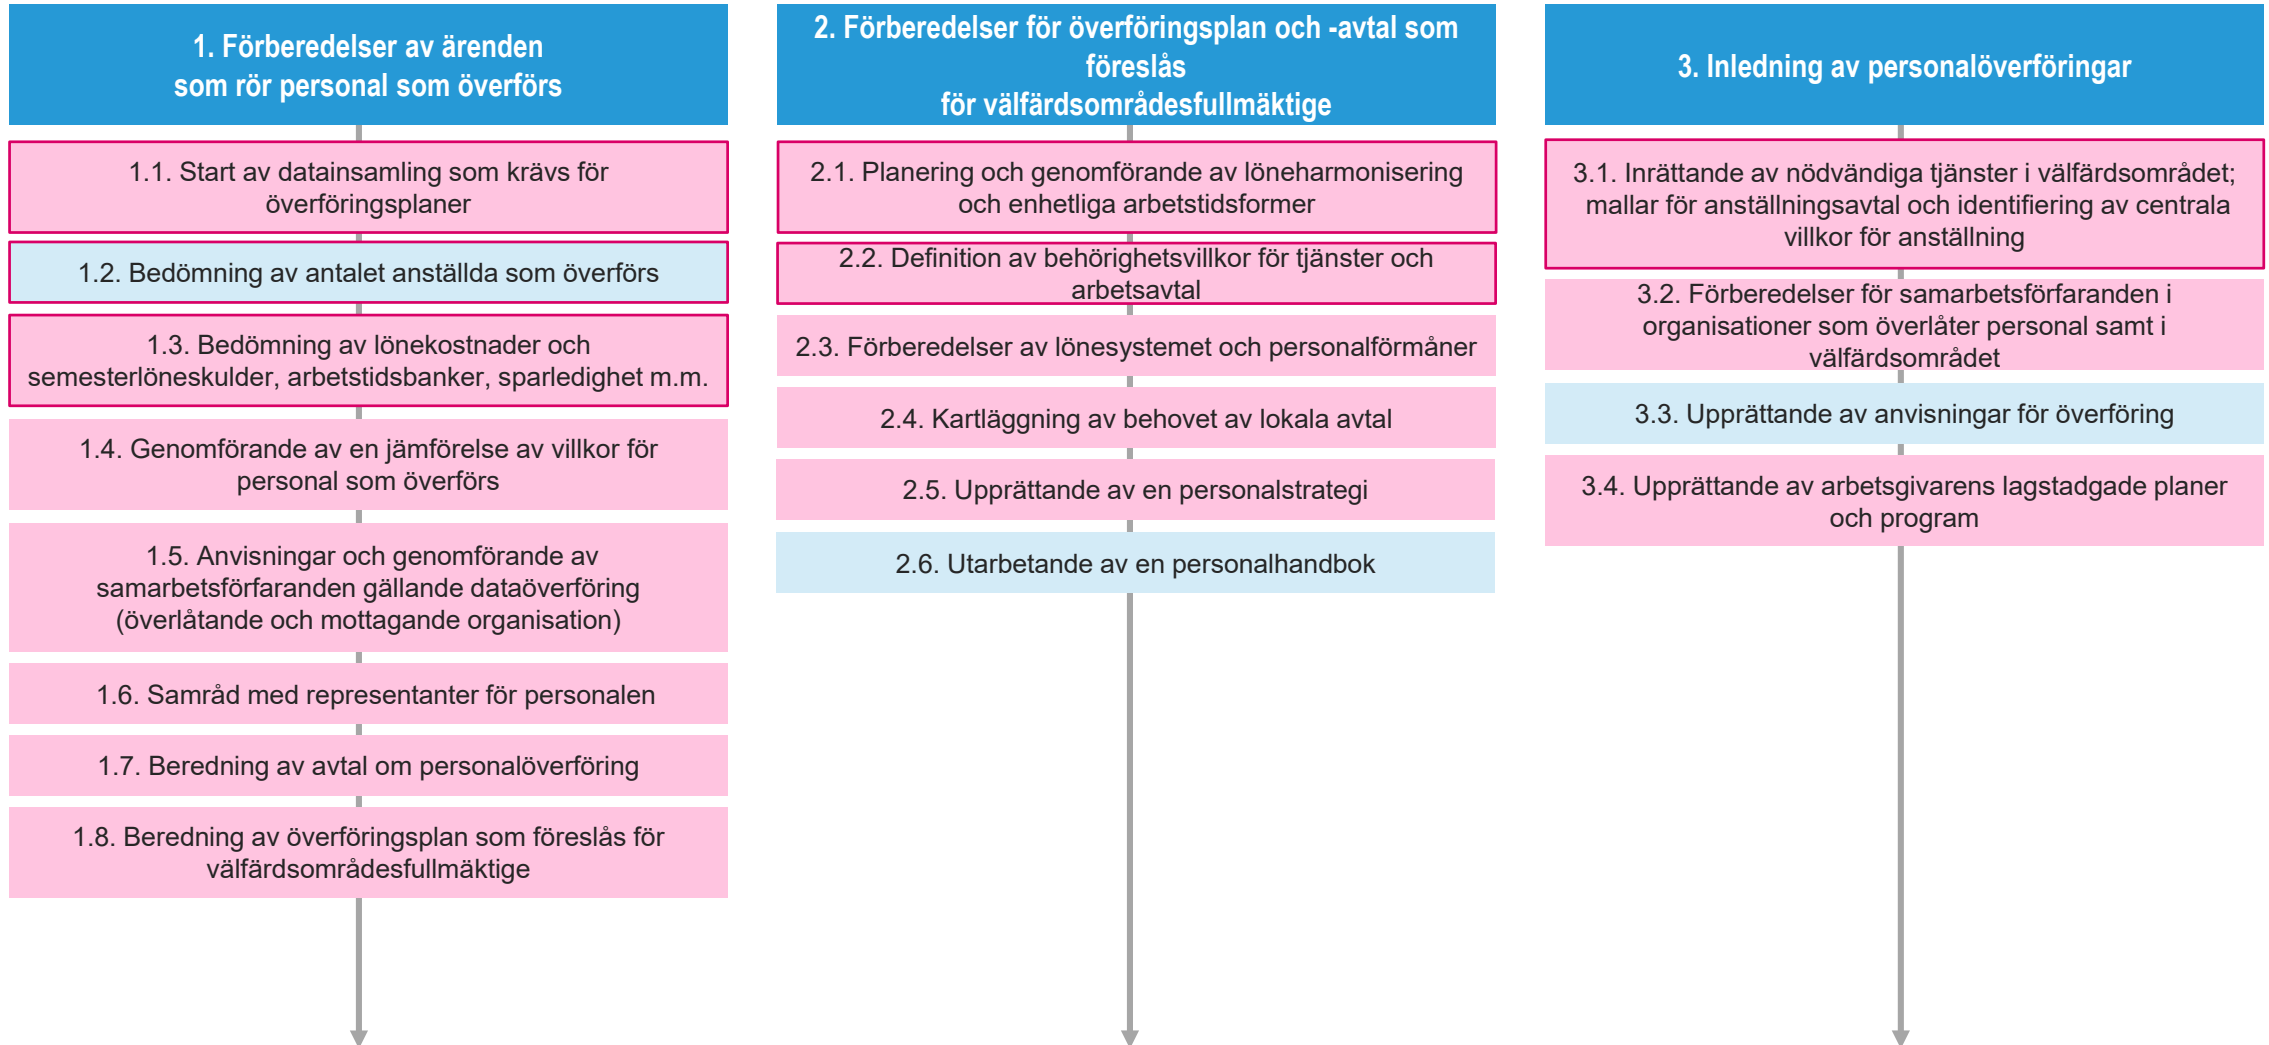 1. Förberedelser av ärenden
som rör personal som överförs
1.1. Start av datainsamling som krävs för
överföringsplaner
1.2. Bedömning av antalet anställda som överförs
1.3. Bedömning av lönekostnader och
semesterlöneskulder, arbetstidsbanker, sparledighet m.m.
1.4. Genomförande av en jämförelse av villkor för
personal som överförs
1.5. Anvisningar och genomförande av
samarbetsförfaranden gällande dataöverföring
(överlåtande och mottagande organisation)
1.6. Samråd med representanter för personalen
1.7. Beredning av avtal om personalöverföring
1.8. Beredning av överföringsplan som föreslås för
välfärdsområdesfullmäktige
2. Förberedelser för överföringsplan och -avtal som
föreslås
för välfärdsområdesfullmäktige
2.1. Planering och genomförande av löneharmonisering
och enhetliga arbetstidsformer
2.2. Definition av behörighetsvillkor för tjänster och
arbetsavtal
2.3. Förberedelser av lönesystemet och personalförmåner
2.4. Kartläggning av behovet av lokala avtal
2.5. Upprättande av en personalstrategi
2.6. Utarbetande av en personalhandbok
3. Inledning av personalöverföringar
3.1. Inrättande av nödvändiga tjänster i välfärdsområdet;
mallar för anställningsavtal och identifiering av centrala
villkor för anställning
3.2. Förberedelser för samarbetsförfaranden i
organisationer som överlåter personal samt i
välfärdsområdet
3.3. Upprättande av anvisningar för överföring
3.4. Upprättande av arbetsgivarens lagstadgade planer
och program